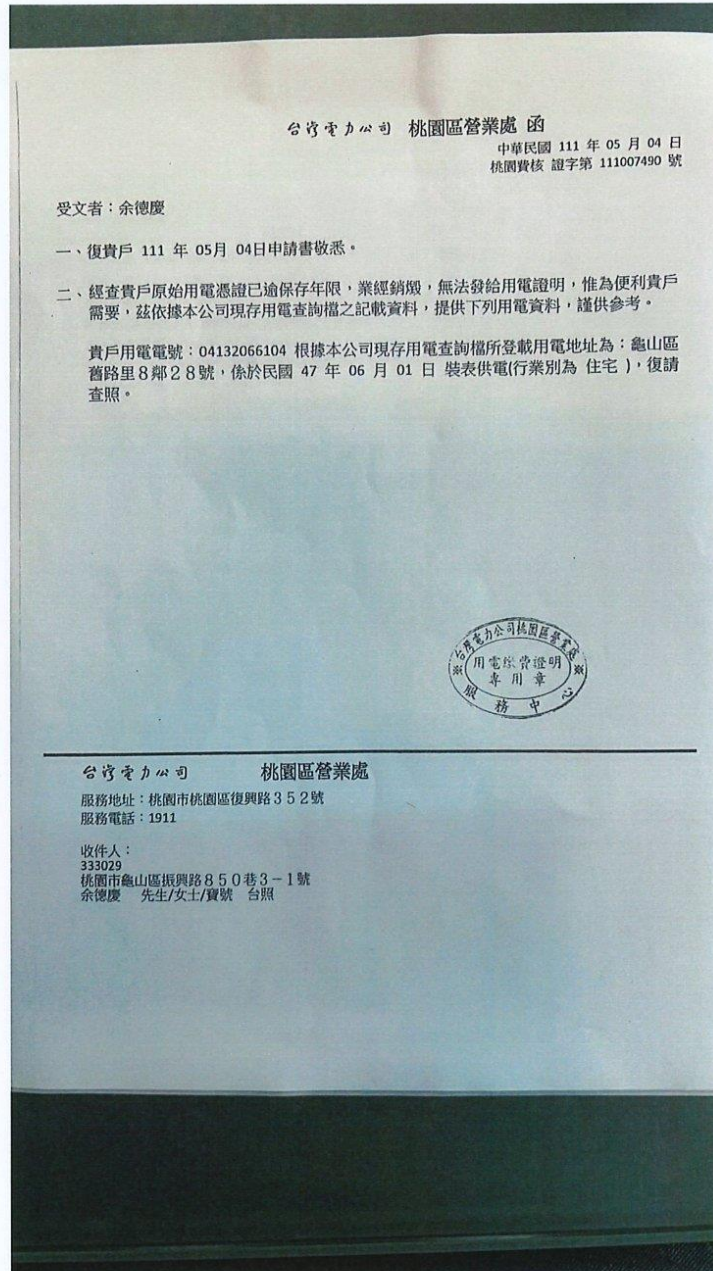 台灣電力公司 桃園區營業處 函
中華民國 111 年 05 月 04 日
桃園費核 證字第 111007490 號
受文者：余德慶
一、復貴戶 111 年 05月 04日申請書敬悉。
二、經查貴戶原始用電憑證已逾保存年限，業經銷煅，無法發給用電證明，惟為便利貴戶
需要，茲依據本公司現存用電查詢檔之記載資料，提供下列用電資料，謹供參考。
貴戶用電電號：04132066104 根據本公司現存用電查詢檔所登載用電地址為：龜山區
舊路里８鄰２８號，係於民國 47 年 06 月 01 日 裝表供電(行業別為 住宅 )，復請
查照。
※台灣電力公司桃園區營業處※
用電繳費證明
專用章
服務中心
台灣電力公司 桃園區營業處
服務地址：桃園市桃園區復興路３５２號
服務電話：1911
收件人：
333029
桃園市龜山區振興路８５０巷３－１號
余德慶 先生/女士/寶號 台照